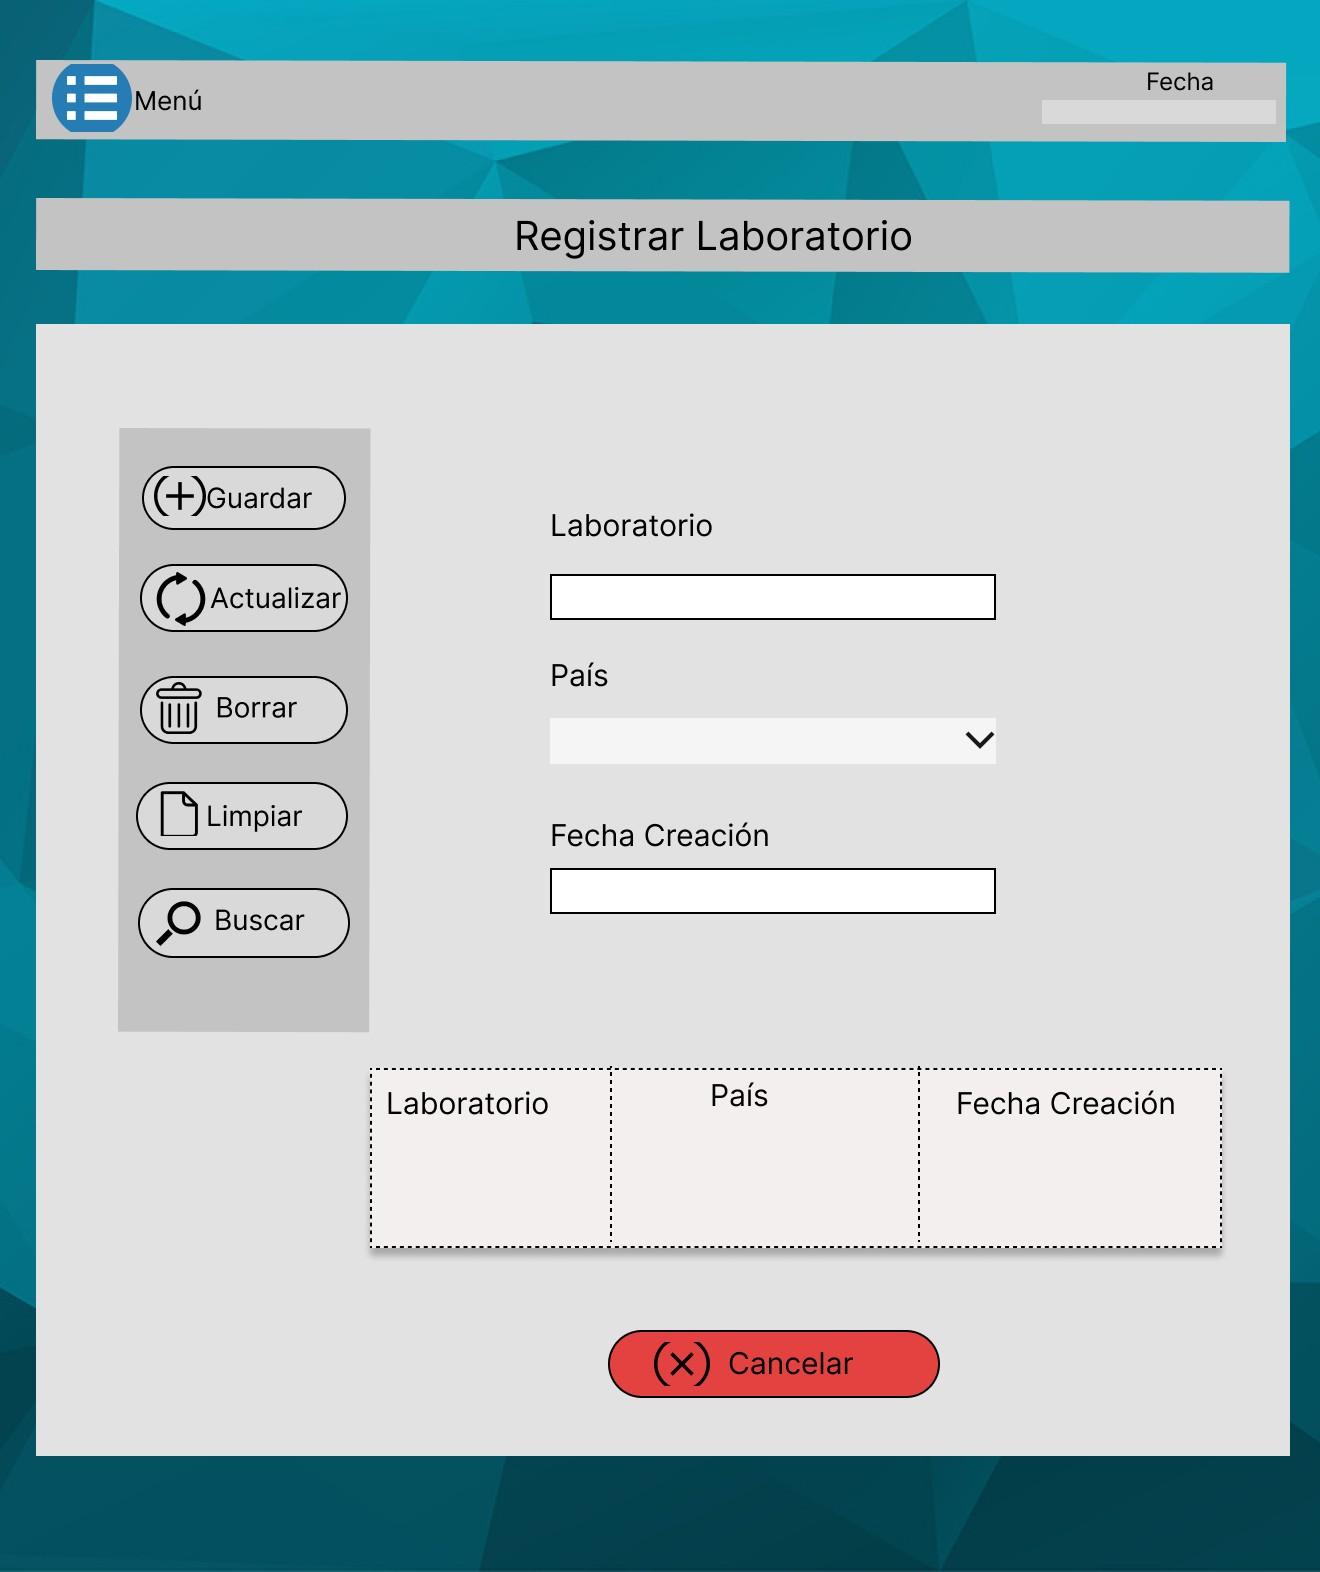 Menú
Fecha
Registrar Laboratorio
Guardar
Actualizar
Borrar
Limpiar
Buscar
Laboratorio
País
Fecha Creación
Laboratorio
País
Fecha Creación
Cancelar